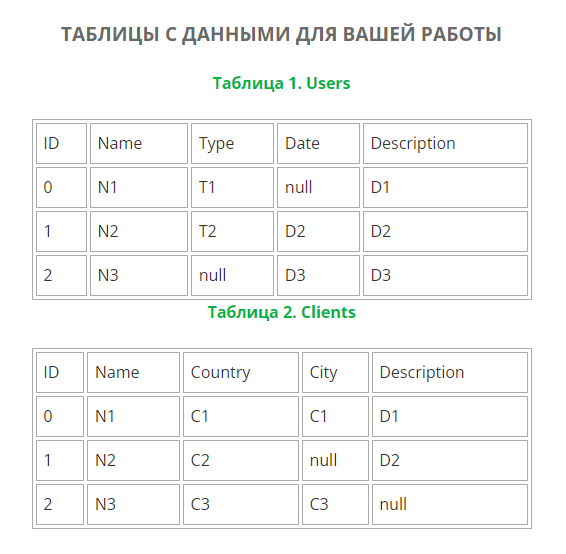 ТАБЛИЦЫ С ДАННЫМИ ДЛЯ ВАШЕЙ РАБОТЫ
Таблица 1. Users
ID Name Type Date Description
0 N1 T1 null D1
1 N2 T2 D2 D2
2 N3 null D3 D3
Таблица 2. Clients
ID Name Country City Description
0 N1 C1 C1 D1
1 N2 C2 null D2
2 N3 C3 C3 null